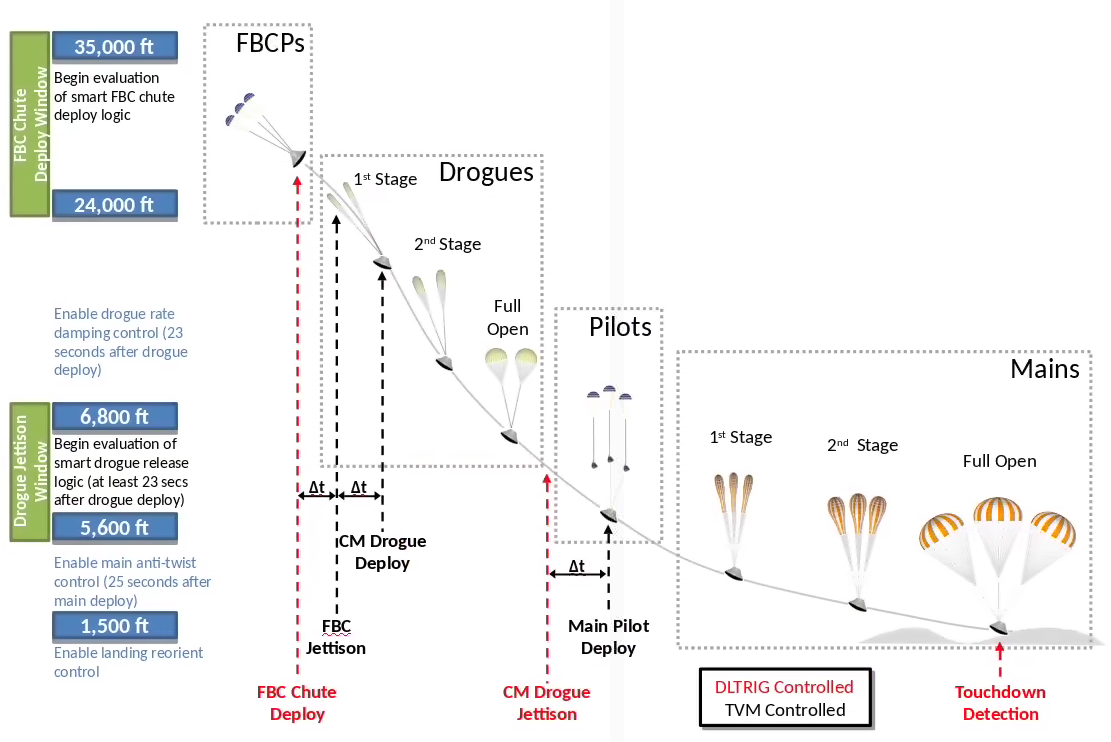 FBC Chute
Deploy Window
35,000 ft
Begin evaluation
of smart FBC chute
deploy logic
24,000 ft
Enable drogue rate
damping control (23
seconds after drogue
deploy)
Drogue Jettison
Window
6,800 ft
Begin evaluation of
smart drogue release
logic (at least 23 secs
after drogue deploy)
5,600 ft
Enable main anti-twist
control (25 seconds after
main deploy)
1,500 ft
Enable landing reorient
control
FBCPs
Drogues
1st Stage
2nd Stage
Full
Open
Pilots
Mains
1st Stage
2nd Stage
Full Open
Δt
Δt
Δt
CM Drogue
Deploy
FBC
Jettison
Main Pilot
Deploy
FBC Chute
Deploy
CM Drogue
Jettison
DLTRIG Controlled
TVM Controlled
Touchdown
Detection